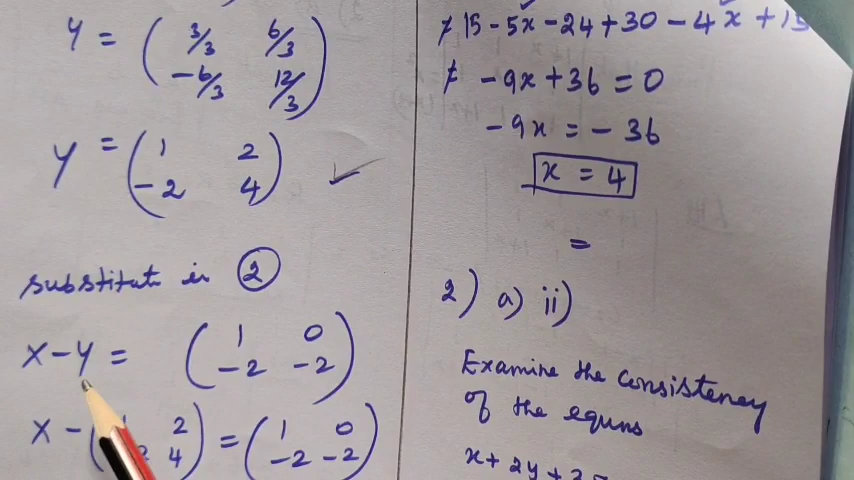 Y = ( 3/3 6/3
-6/3 12/3 )
Y = ( 1 2
-2 4 )
substitute in ②
X - Y = ( 1 0
-2 -2 )
X - ( 2
4 ) = ( 1 0
-2 -2 )
15 - 5x - 24 + 30 - 4x + 15
- 9x + 36 = 0
- 9x = - 36
x = 4
=
2) a) ii)
Examine the consistency
of the equns
x + 2y + 3